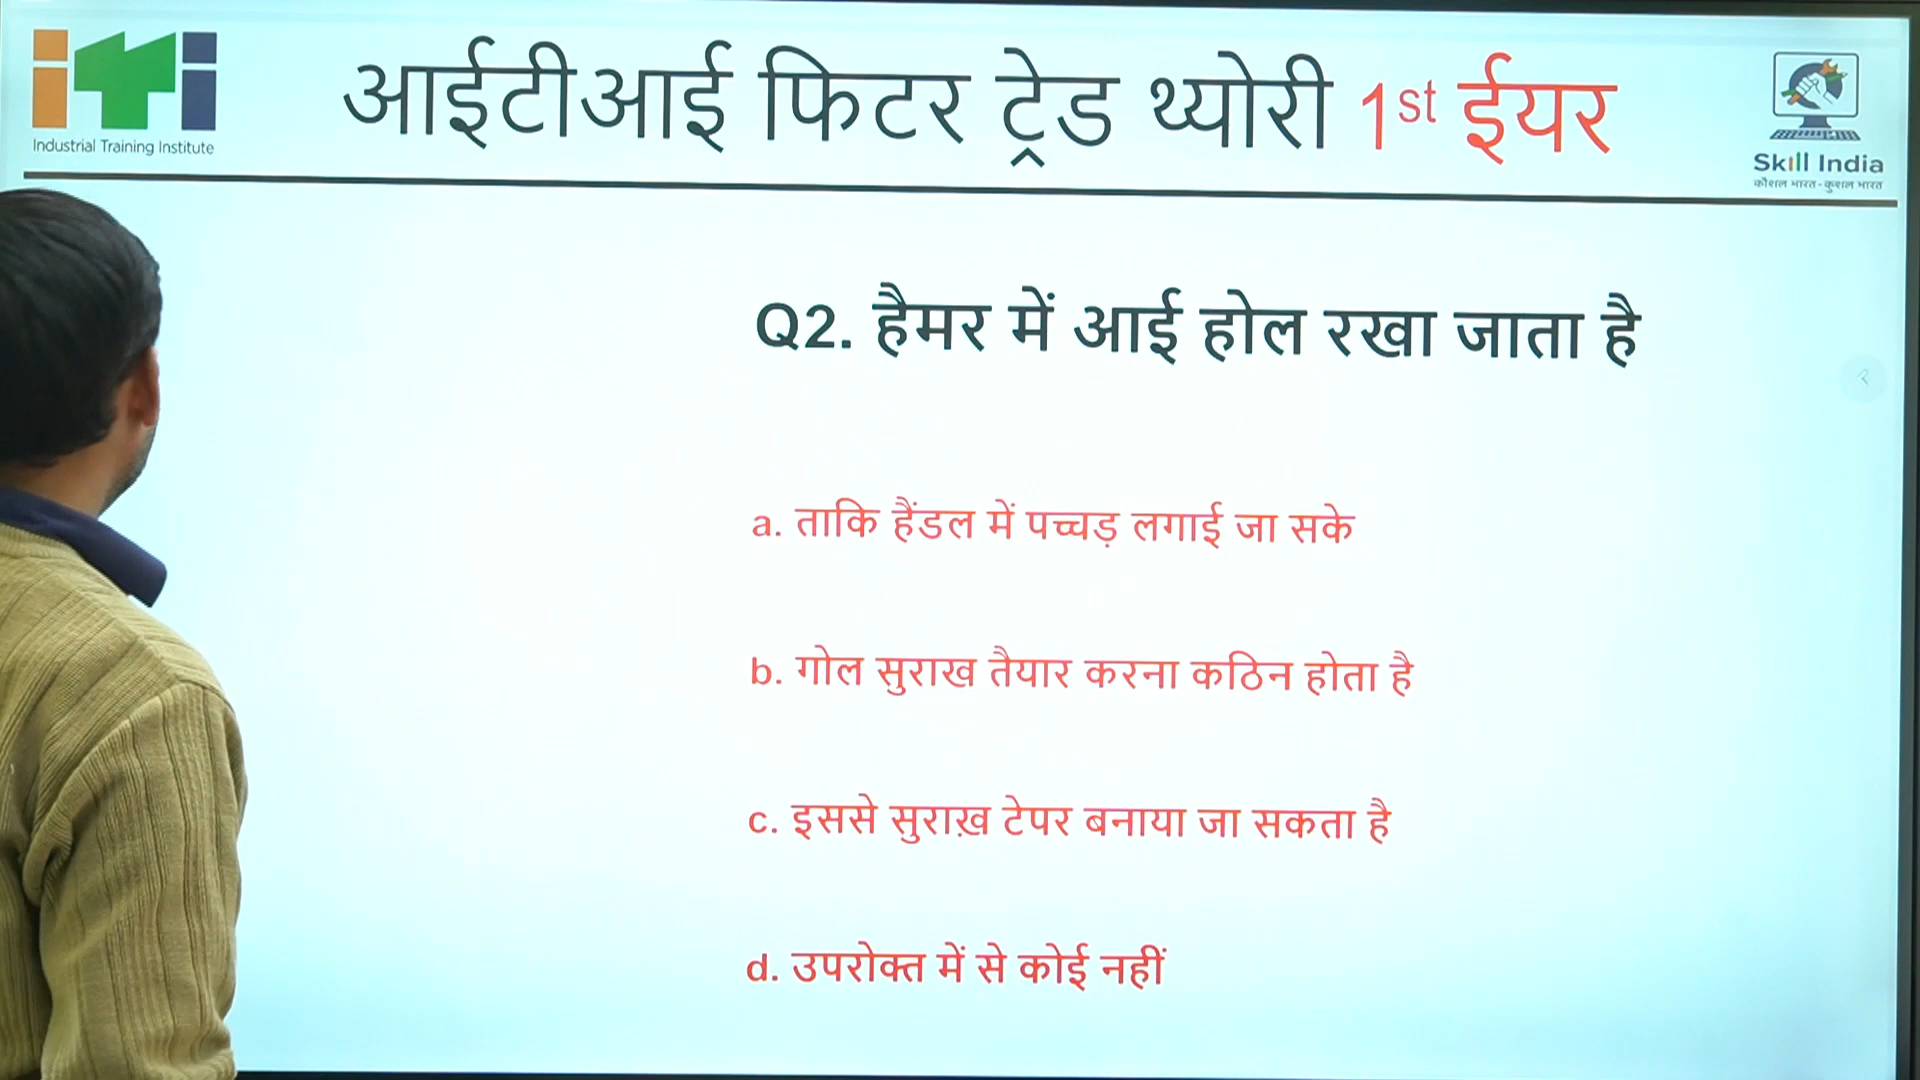 iTi
Industrial Training Institute
आईटीआई फिटर ट्रेड थ्योरी 1st ईयर
Skill India
कौशल भारत - कुशल भारत
Q2. हैमर में आई होल रखा जाता है
a. ताकि हैंडल में पच्चड़ लगाई जा सके
b. गोल सुराख तैयार करना कठिन होता है
c. इससे सुराख़ टेपर बनाया जा सकता है
d. उपरोक्त में से कोई नहीं